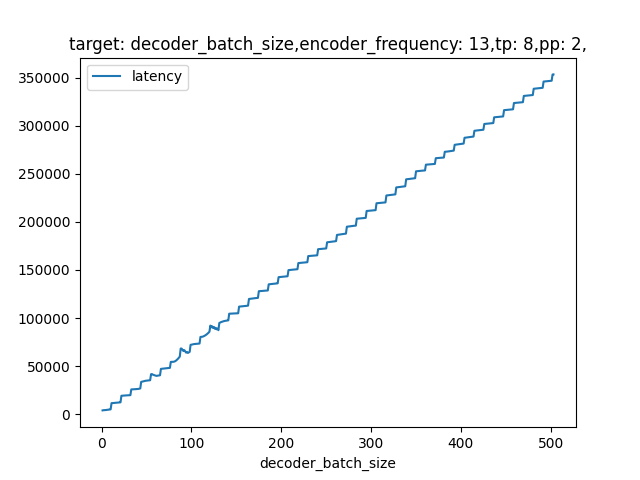 target: decoder_batch_size,encoder_frequency: 13,tp: 8,pp: 2,
latency
350000
300000
250000
200000
150000
100000
50000
0
0 100 200 300 400 500
decoder_batch_size